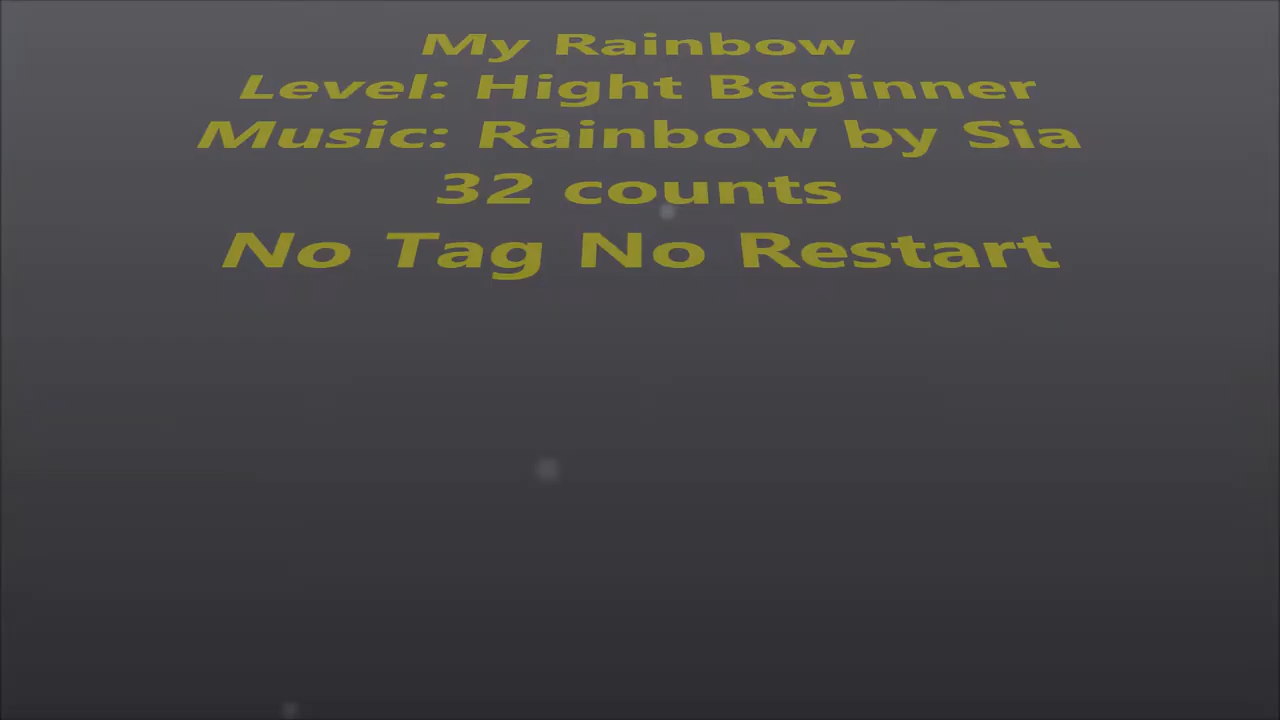 My Rainbow
Level: Hight Beginner
Music: Rainbow by Sia
32 counts
No Tag No Restart